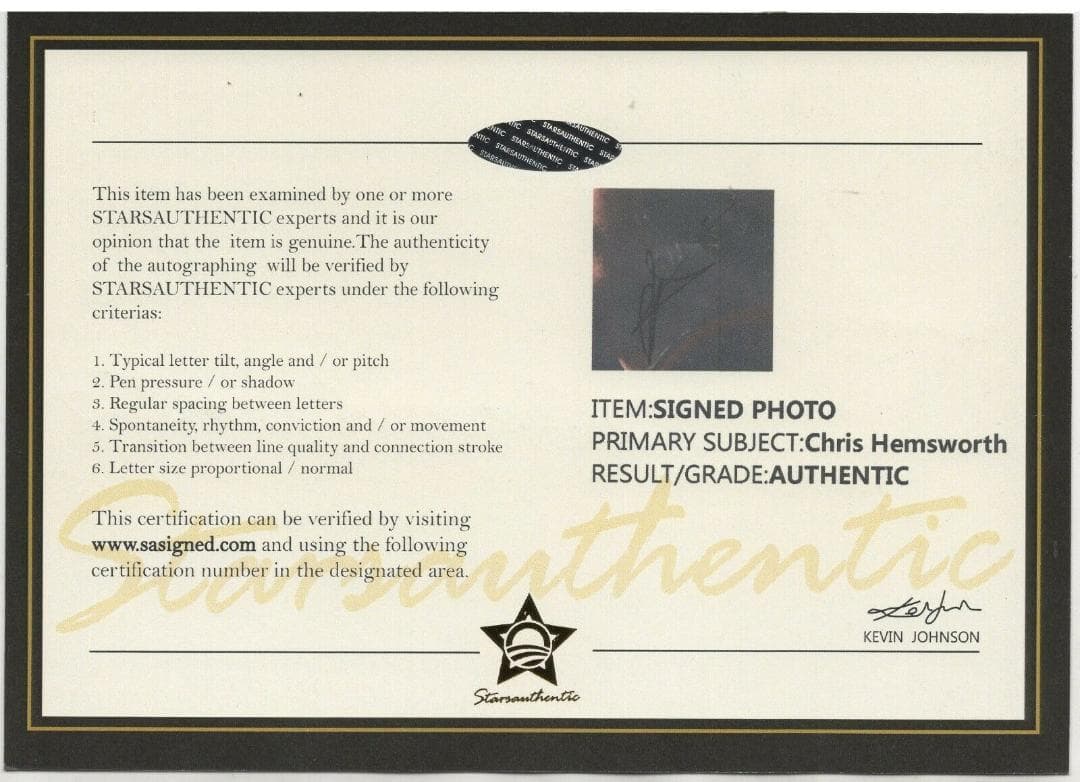 STARSAUTHENTIC STARSAUTHENTIC
This item has been examined by one or more
STARSAUTHENTIC experts and it is our
opinion that the item is genuine.The authenticity
of the autographing will be verified by
STARSAUTHENTIC experts under the following
criterias:
1. Typical letter tilt, angle and / or pitch
2. Pen pressure / or shadow
3. Regular spacing between letters
4. Spontaneity, rhythm, conviction and / or movement
5. Transition between line quality and connection stroke
6. Letter size proportional / normal
This certification can be verified by visiting
www.sasigned.com and using the following
certification number in the designated area.
ITEM:SIGNED PHOTO
PRIMARY SUBJECT:Chris Hemsworth
RESULT/GRADE:AUTHENTIC
Starsauthentic
KEVIN JOHNSON
Starsauthentic